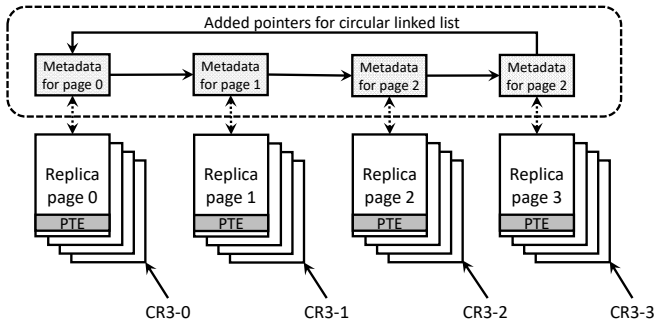 Added pointers for circular linked list
Metadata
for page 0
Metadata
for page 1
Metadata
for page 2
Metadata
for page 2
Replica
page 0
PTE
Replica
page 1
PTE
Replica
page 2
PTE
Replica
page 3
PTE
CR3-0
CR3-1
CR3-2
CR3-3